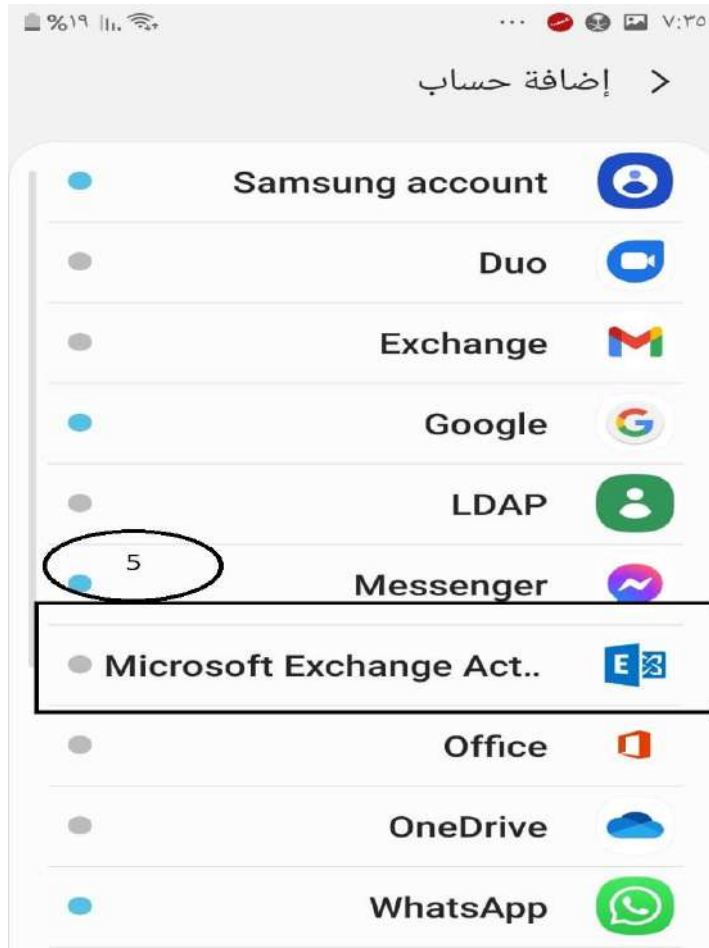 ٧:٣٥ ... %١٩
إضافة حساب
Samsung account
Duo
Exchange
Google
LDAP
5
Messenger
Microsoft Exchange Act..
Office
OneDrive
WhatsApp